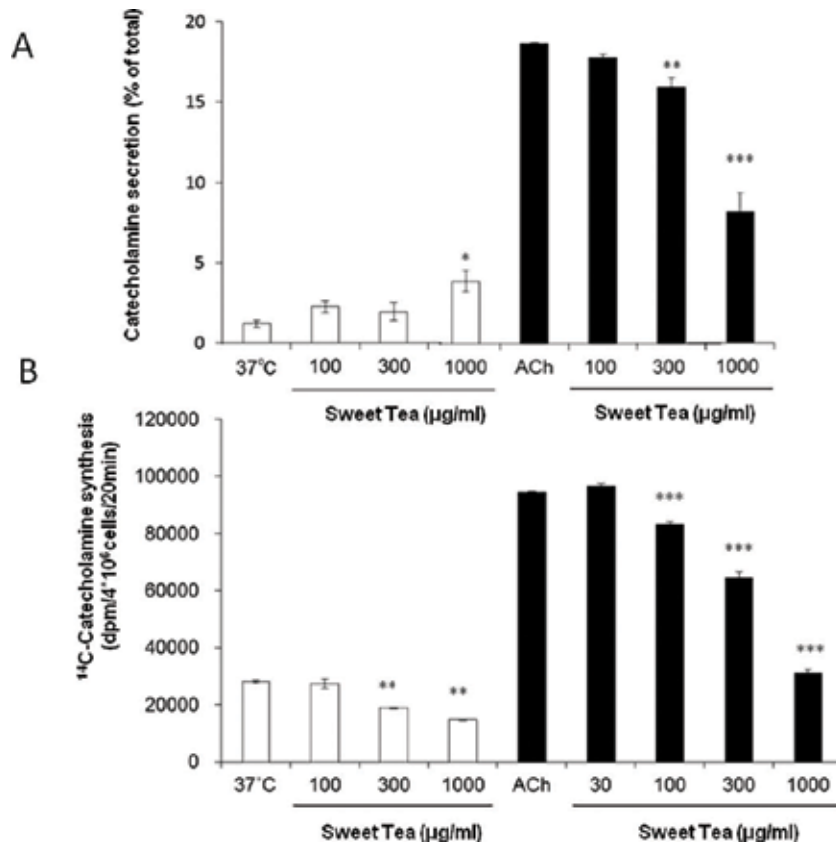 A
Catecholamine secretion (% of total)
20
15
10
5
0
*
**
***
37°C 100 300 1000 ACh 100 300 1000
Sweet Tea (µg/ml) Sweet Tea (µg/ml)
B
¹⁴C-Catecholamine synthesis
(dpm/4*10⁶cells/20min)
120000
100000
80000
60000
40000
20000
0
** ** *** *** ***
37°C 100 300 1000 ACh 30 100 300 1000
Sweet Tea (µg/ml) Sweet Tea (µg/ml)